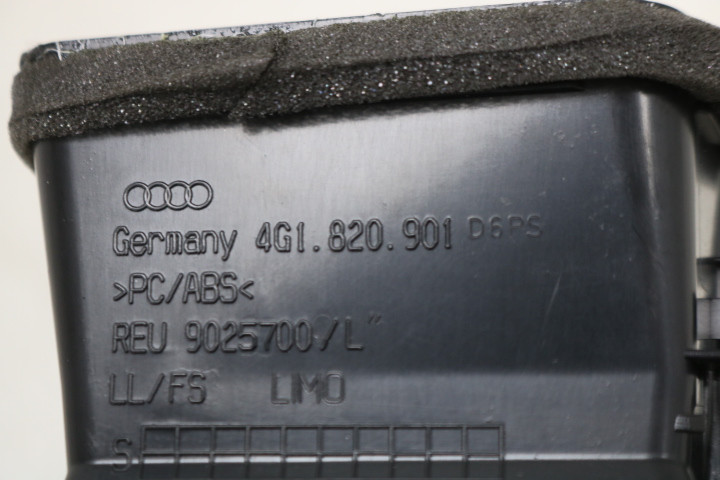 Germany 4G1.820.901 D6PS
>PC/ABS<
REU 9025700/L"
LL/FS LIMO
S